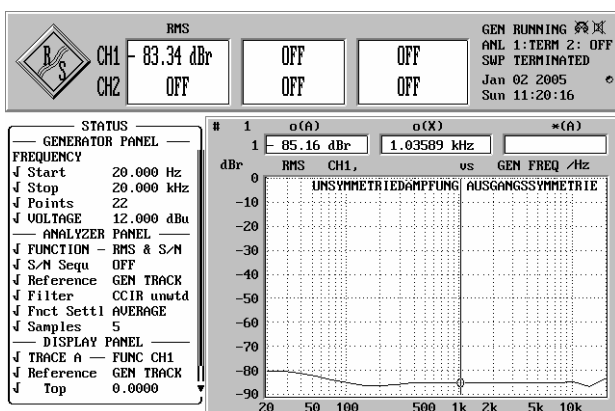 RMS
CH1 - 83.34 dBr OFF OFF
CH2 OFF OFF OFF
GEN RUNNING
ANL 1:TERM 2: OFF
SWP TERMINATED
Jan 02 2005
Sun 11:20:16
R S
STATUS
GENERATOR PANEL
FREQUENCY
Start 20.000 Hz
Stop 20.000 kHz
Points 22
VOLTAGE 12.000 dBu
ANALYZER PANEL
FUNCTION - RMS & S/N
S/N Sequ OFF
Reference GEN TRACK
Filter CCIR unwtd
Fnct Settl AVERAGE
Samples 5
DISPLAY PANEL
TRACE A — FUNC CH1
Reference GEN TRACK
Top 0.0000
# 1 o(A) o(X) *(A)
1 - 85.16 dBr 1.03589 kHz
dBr RMS CH1, vs GEN FREQ /Hz
UNSYMMETRIEDAMPFUNG AUSGANGSSYMMETRIE
0
-10
-20
-30
-40
-50
-60
-70
-80
-90
20 50 100 500 1k 2k 5k 10k